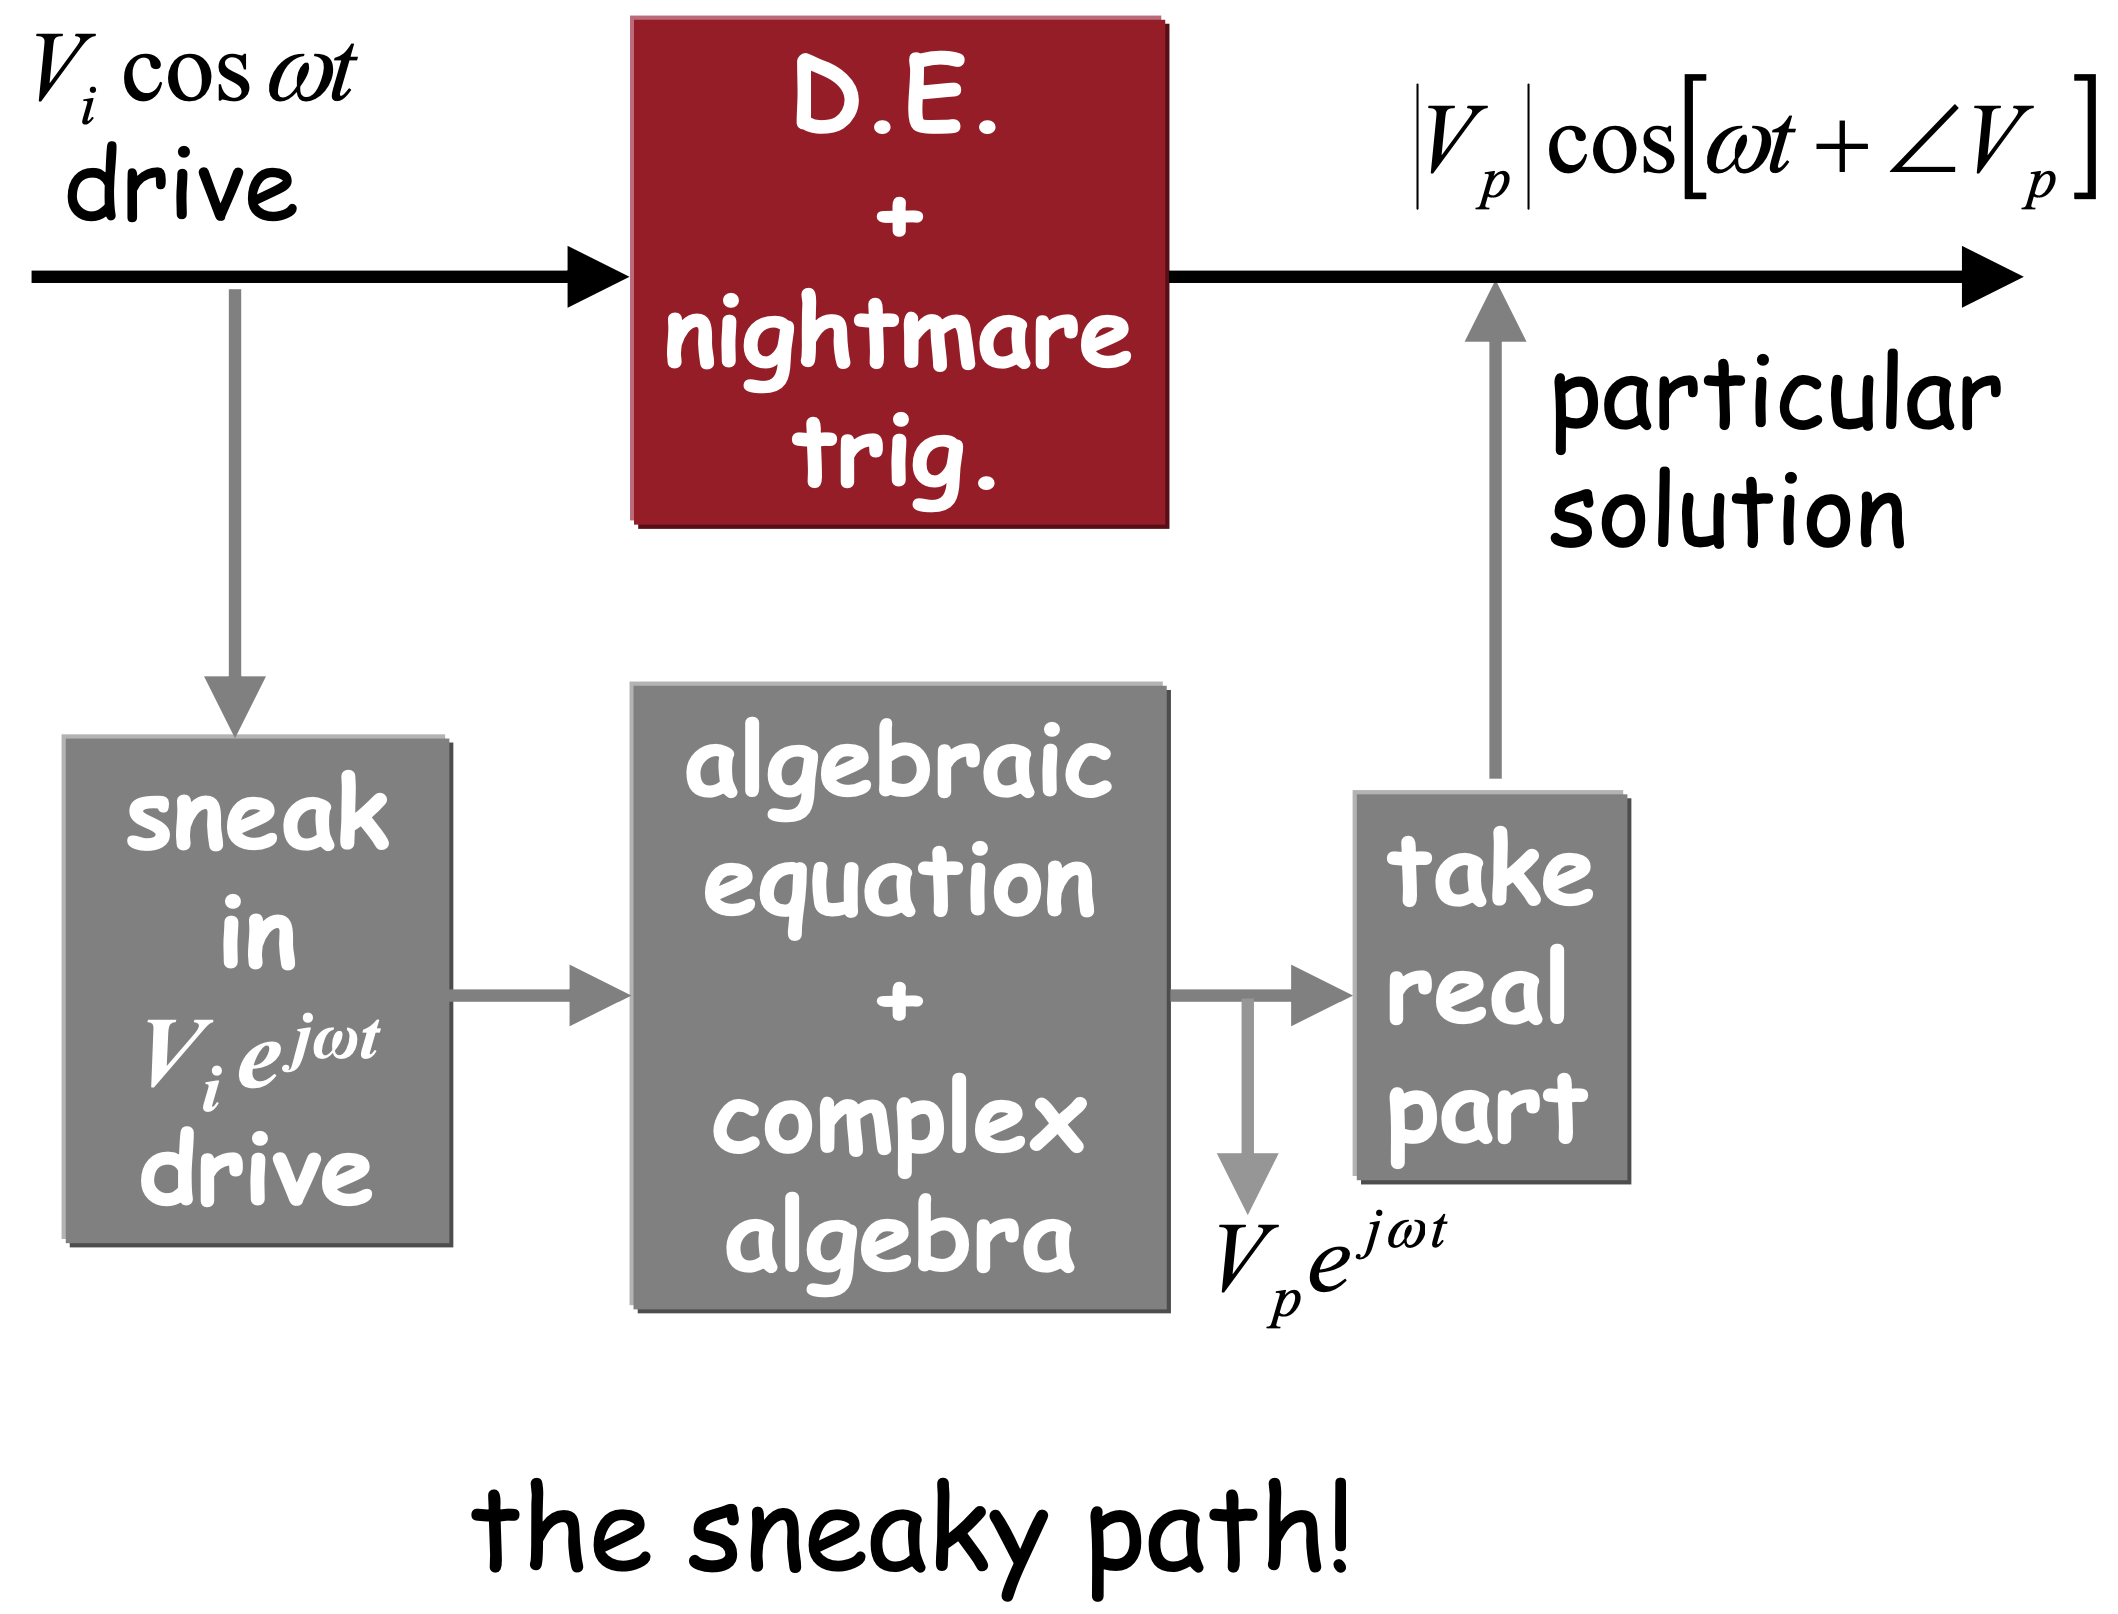 V_i cos ωt
drive
D.E.
+
nightmare
trig.
|V_p| cos[ωt + ∠V_p]
particular
solution
sneak
in
V_i e^{jωt}
drive
algebraic
equation
+
complex
algebra
take
real
part
V_p e^{jωt}
the sneaky path!